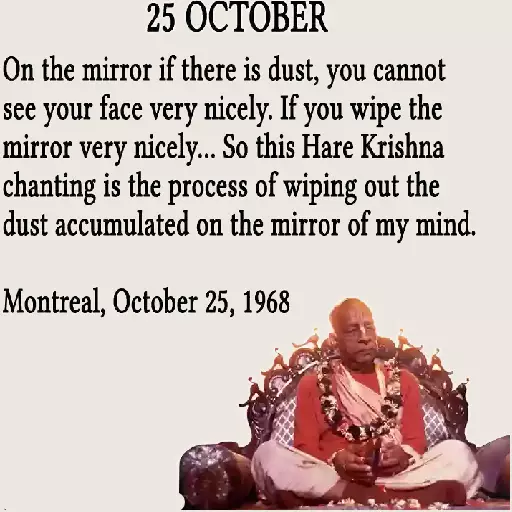 25 OCTOBER
On the mirror if there is dust, you cannot
see your face very nicely. If you wipe the
mirror very nicely... So this Hare Krishna
chanting is the process of wiping out the
dust accumulated on the mirror of my mind.
Montreal, October 25, 1968